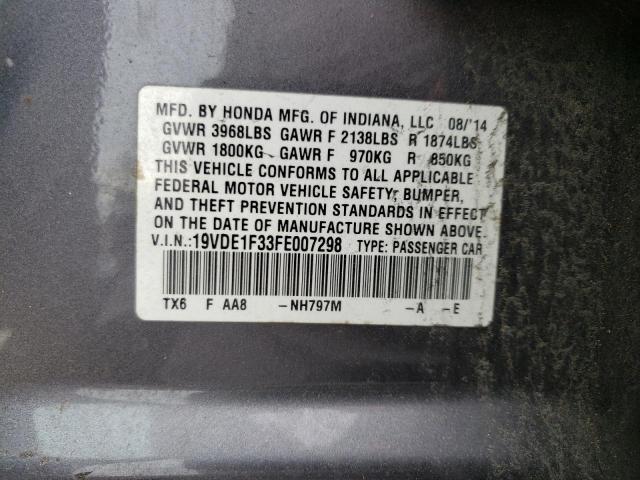 MFD. BY HONDA MFG. OF INDIANA, LLC 08/'14
GVWR 3968LBS GAWR F 2138LBS R 1874LBS
GVWR 1800KG GAWR F 970KG R 850KG
THIS VEHICLE CONFORMS TO ALL APPLICABLE
FEDERAL MOTOR VEHICLE SAFETY, BUMPER,
AND THEFT PREVENTION STANDARDS IN EFFECT
ON THE DATE OF MANUFACTURE SHOWN ABOVE.
V.I.N.:19VDE1F33FE007298 TYPE: PASSENGER CAR
TX6 F AA8 -NH797M -A -E